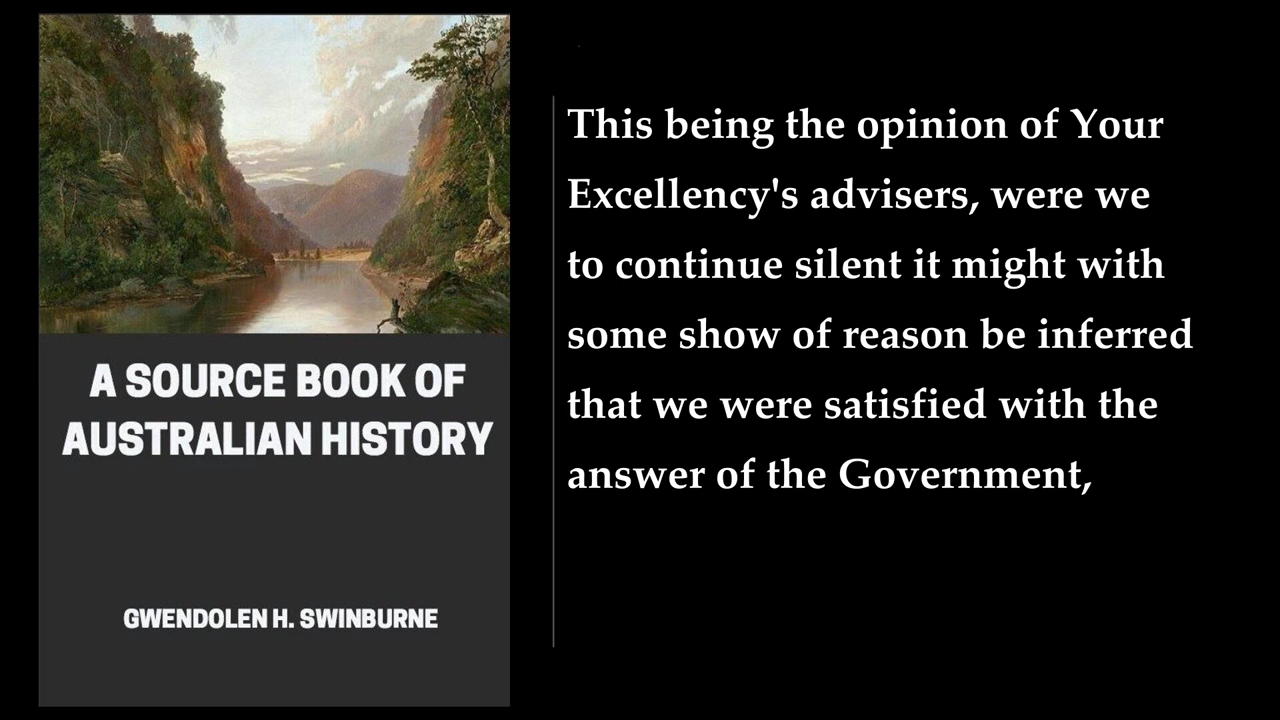 A SOURCE BOOK OF
AUSTRALIAN HISTORY
GWENDOLEN H. SWINBURNE
This being the opinion of Your
Excellency's advisers, were we
to continue silent it might with
some show of reason be inferred
that we were satisfied with the
answer of the Government,